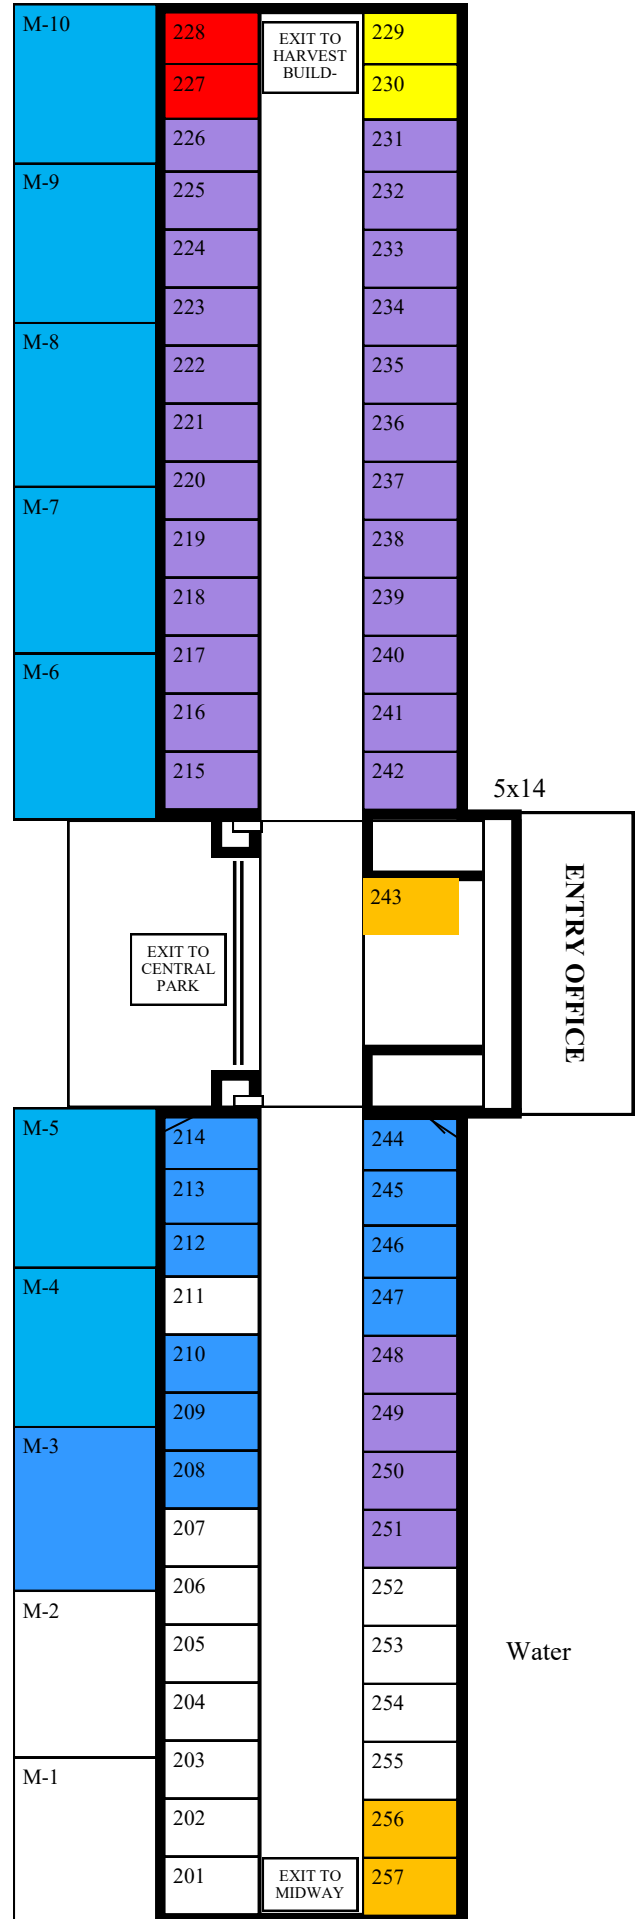 M-10
228
EXIT TO
HARVEST
BUILD-
229
227
230
226
231
M-9
225
232
224
233
223
234
M-8
222
235
221
236
220
237
M-7
219
238
218
239
217
240
M-6
216
241
215
242
5x14
243
ENTRY OFFICE
EXIT TO
CENTRAL
PARK
M-5
214
244
213
245
212
246
M-4
211
247
210
248
209
249
M-3
208
250
207
251
206
252
M-2
205
253
Water
204
254
203
255
M-1
202
256
201
EXIT TO
MIDWAY
257